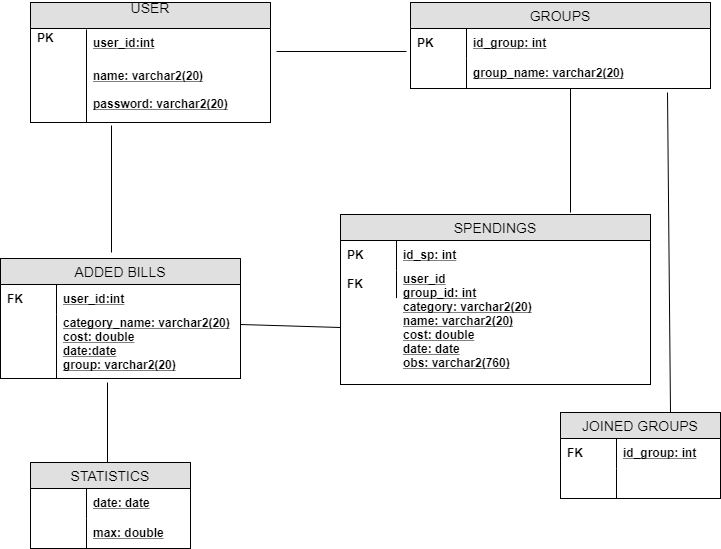 USER
PK
user_id:int
name: varchar2(20)
password: varchar2(20)
GROUPS
PK
id_group: int
group_name: varchar2(20)
SPENDINGS
PK
id_sp: int
FK
user_id
group_id: int
category: varchar2(20)
name: varchar2(20)
cost: double
date: date
obs: varchar2(760)
ADDED BILLS
FK
user_id:int
category_name: varchar2(20)
cost: double
date:date
group: varchar2(20)
JOINED GROUPS
FK
id_group: int
STATISTICS
date: date
max: double